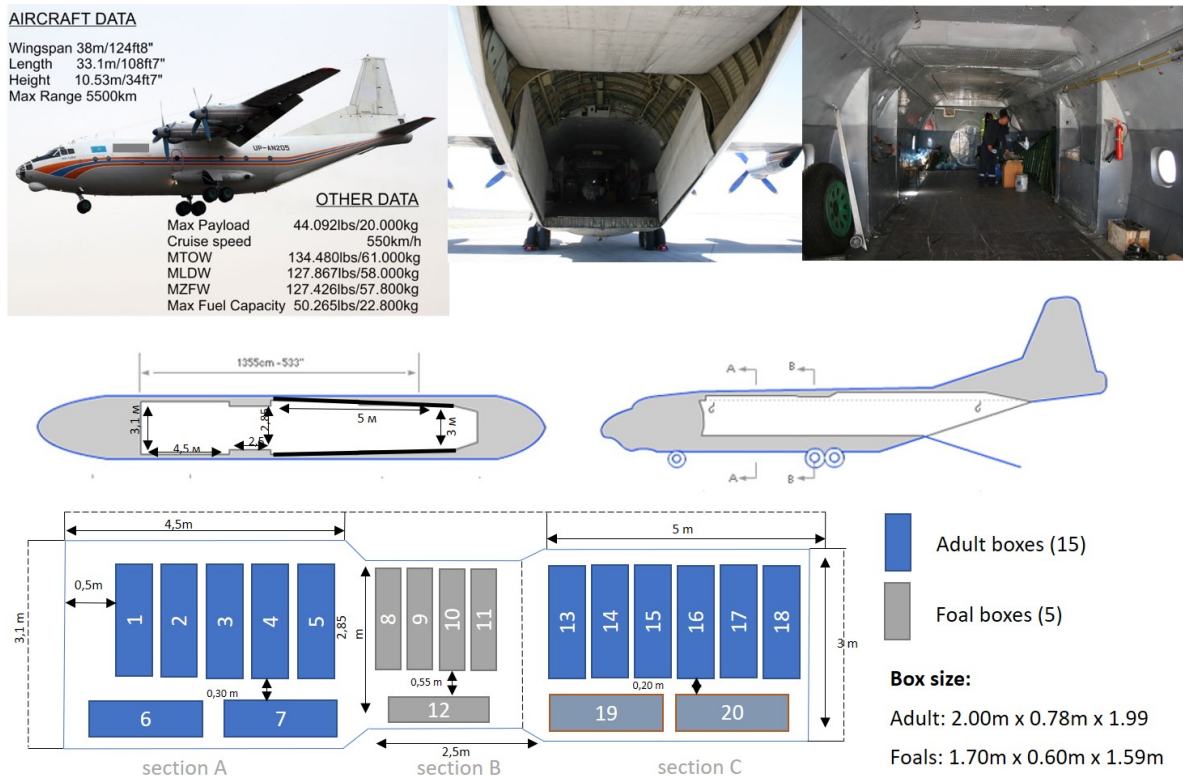 AIRCRAFT DATA
Wingspan 38m/124ft8"
Length 33.1m/108ft7"
Height 10.53m/34ft7"
Max Range 5500km
UP-AN205
OTHER DATA
Max Payload 44.092lbs/20.000kg
Cruise speed 550km/h
MTOW 134.480lbs/61.000kg
MLDW 127.867lbs/58.000kg
MZFW 127.426lbs/57.800kg
Max Fuel Capacity 50.265lbs/22.800kg
1355cm - 533"
3,1 м
4,5 м
2,5
2,85
5 м
3 м
A
B
A
B
4,5m
5 m
0,5m
3,1 m
1
2
3
4
5
0,30 m
6
7
2,85
m
8
9
10
11
0,55 m
12
2,5m
13
14
15
16
17
18
0,20 m
19
20
3 m
section A
section B
section C
Adult boxes (15)
Foal boxes (5)
Box size:
Adult: 2.00m x 0.78m x 1.99
Foals: 1.70m x 0.60m x 1.59m